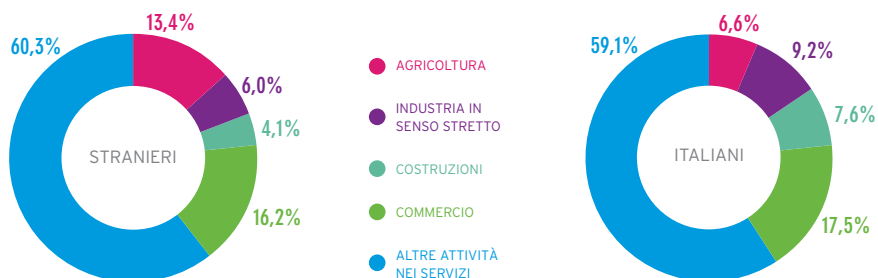 13,4%
60,3%
6,0%
4,1%
STRANIERI
16,2%
AGRICOLTURA
INDUSTRIA IN
SENSO STRETTO
COSTRUZIONI
COMMERCIO
ALTRE ATTIVITÀ
NEI SERVIZI
6,6%
59,1%
9,2%
7,6%
ITALIANI
17,5%